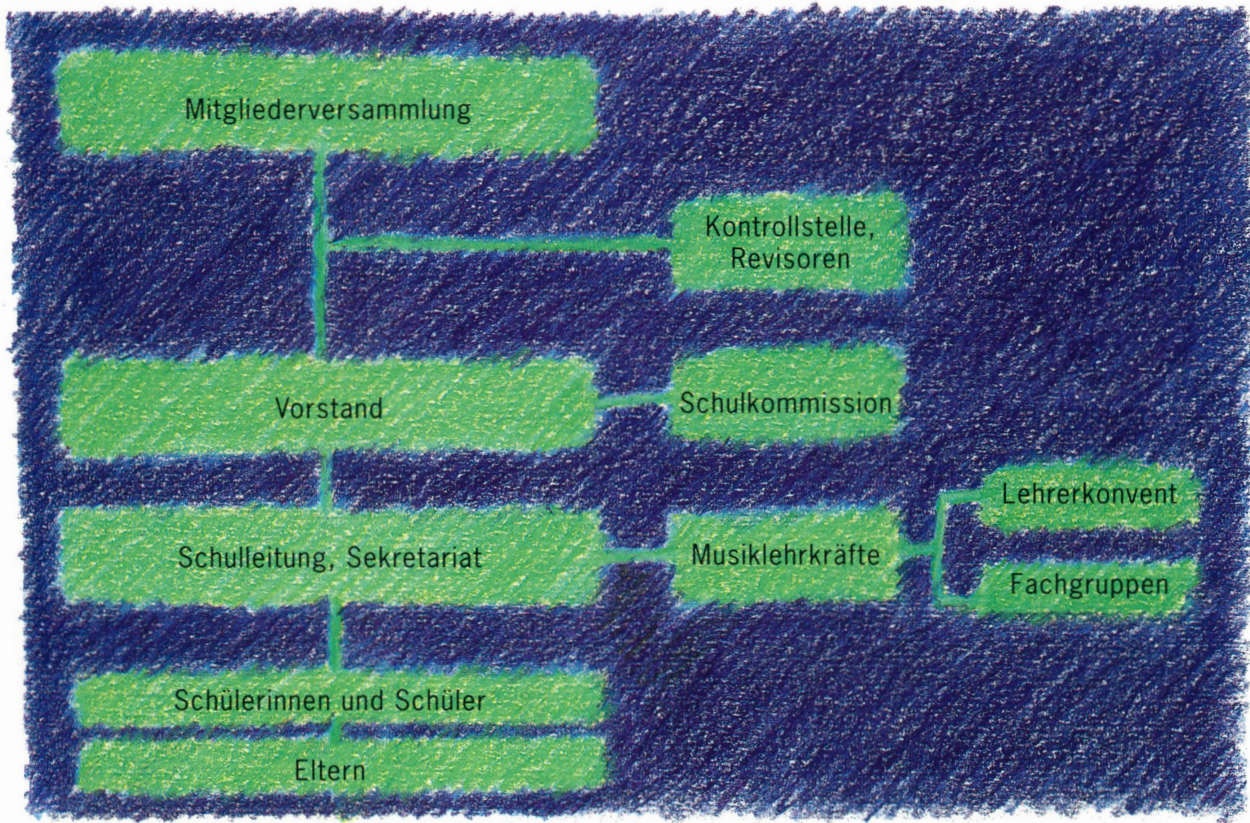 Mitgliederversammlung
Kontrollstelle,
Revisoren
Vorstand
Schulkommission
Lehrerkonvent
Schulleitung, Sekretariat
Musiklehrkräfte
Fachgruppen
Schülerinnen und Schüler
Eltern